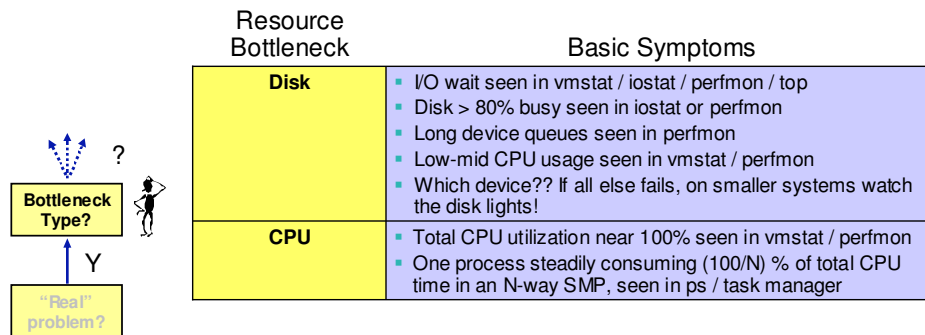 Resource
Bottleneck
Basic Symptoms
Disk
▪ I/O wait seen in vmstat / iostat / perfmon / top
▪ Disk > 80% busy seen in iostat or perfmon
▪ Long device queues seen in perfmon
▪ Low-mid CPU usage seen in vmstat / perfmon
▪ Which device?? If all else fails, on smaller systems watch
the disk lights!
CPU
▪ Total CPU utilization near 100% seen in vmstat / perfmon
▪ One process steadily consuming (100/N) % of total CPU
time in an N-way SMP, seen in ps / task manager
?
Bottleneck
Type?
Y
“Real”
problem?